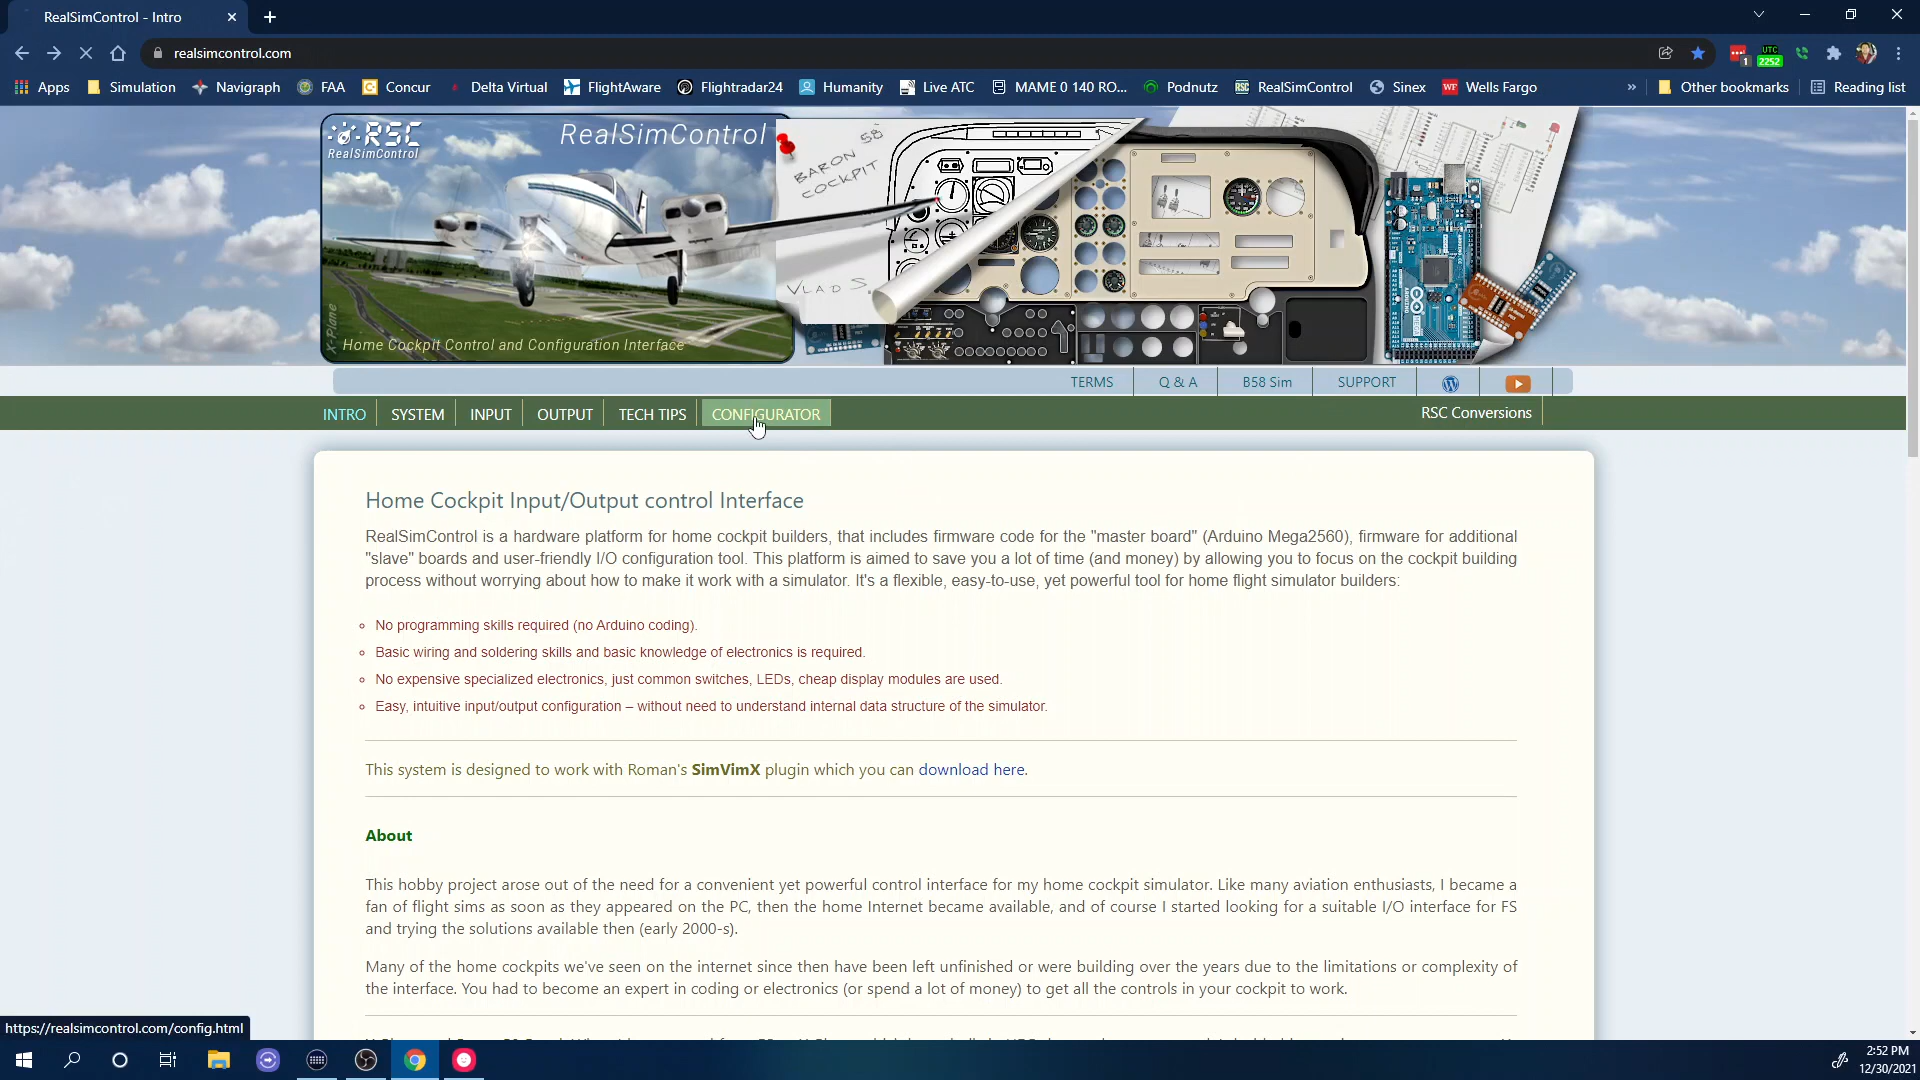 RealSimControl - Intro
realsimcontrol.com
1
UTC
2252
Apps
Simulation
Navigraph
FAA
Concur
Delta Virtual
FlightAware
Flightradar24
Humanity
Live ATC
MAME 0 140 RO...
Podnutz
RSC
RealSimControl
Sinex
WF
Wells Fargo
»
Other bookmarks
Reading list
RSC
RealSimControl
RealSimControl
BARON 58
COCKPIT
VLAD S.
X-Plane
Home Cockpit Control and Configuration Interface
ARDUINO
TERMS
Q & A
B58 Sim
SUPPORT
INTRO
SYSTEM
INPUT
OUTPUT
TECH TIPS
CONFIGURATOR
RSC Conversions
Home Cockpit Input/Output control Interface
RealSimControl is a hardware platform for home cockpit builders, that includes firmware code for the "master board" (Arduino Mega2560), firmware for additional
"slave" boards and user-friendly I/O configuration tool. This platform is aimed to save you a lot of time (and money) by allowing you to focus on the cockpit building
process without worrying about how to make it work with a simulator. It's a flexible, easy-to-use, yet powerful tool for home flight simulator builders:
No programming skills required (no Arduino coding).
Basic wiring and soldering skills and basic knowledge of electronics is required.
No expensive specialized electronics, just common switches, LEDs, cheap display modules are used.
Easy, intuitive input/output configuration – without need to understand internal data structure of the simulator.
This system is designed to work with Roman's SimVimX plugin which you can download here.
About
This hobby project arose out of the need for a convenient yet powerful control interface for my home cockpit simulator. Like many aviation enthusiasts, I became a
fan of flight sims as soon as they appeared on the PC, then the home Internet became available, and of course I started looking for a suitable I/O interface for FS
and trying the solutions available then (early 2000-s).
Many of the home cockpits we've seen on the internet since then have been left unfinished or were building over the years due to the limitations or complexity of
the interface. You had to become an expert in coding or electronics (or spend a lot of money) to get all the controls in your cockpit to work.
https://realsimcontrol.com/config.html
2:52 PM
12/30/2021